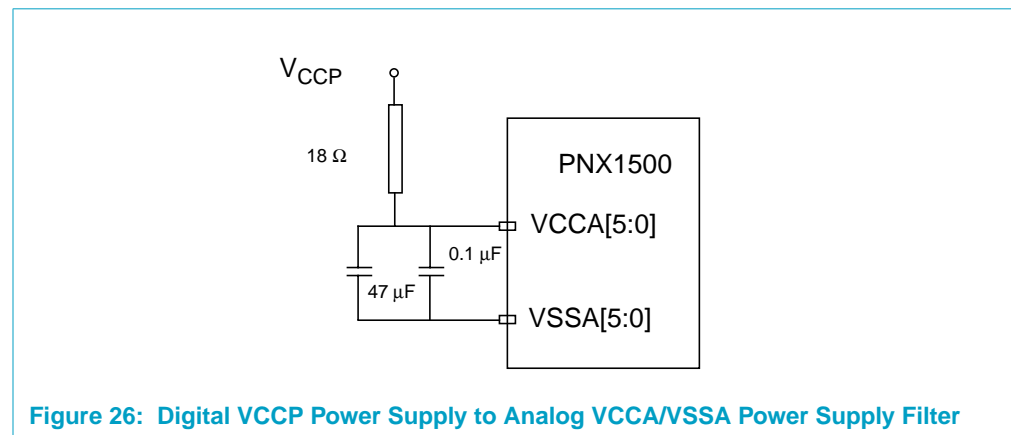 VCCP
18 Ω
PNX1500
VCCA[5:0]
0.1 μF
47 μF
VSSA[5:0]
Figure 26: Digital VCCP Power Supply to Analog VCCA/VSSA Power Supply Filter